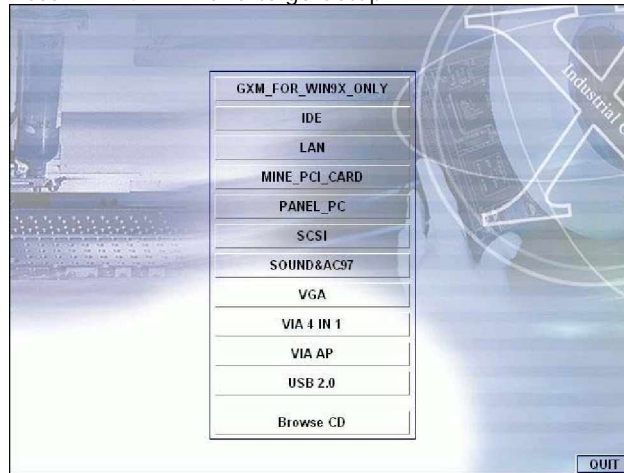 GXM_FOR_WIN9X_ONLY
IDE
LAN
MINE_PCI_CARD
PANEL_PC
SCSI
SOUND&AC97
VGA
VIA 4 IN 1
VIA AP
USB 2.0
Browse CD
Industrial
QUIT